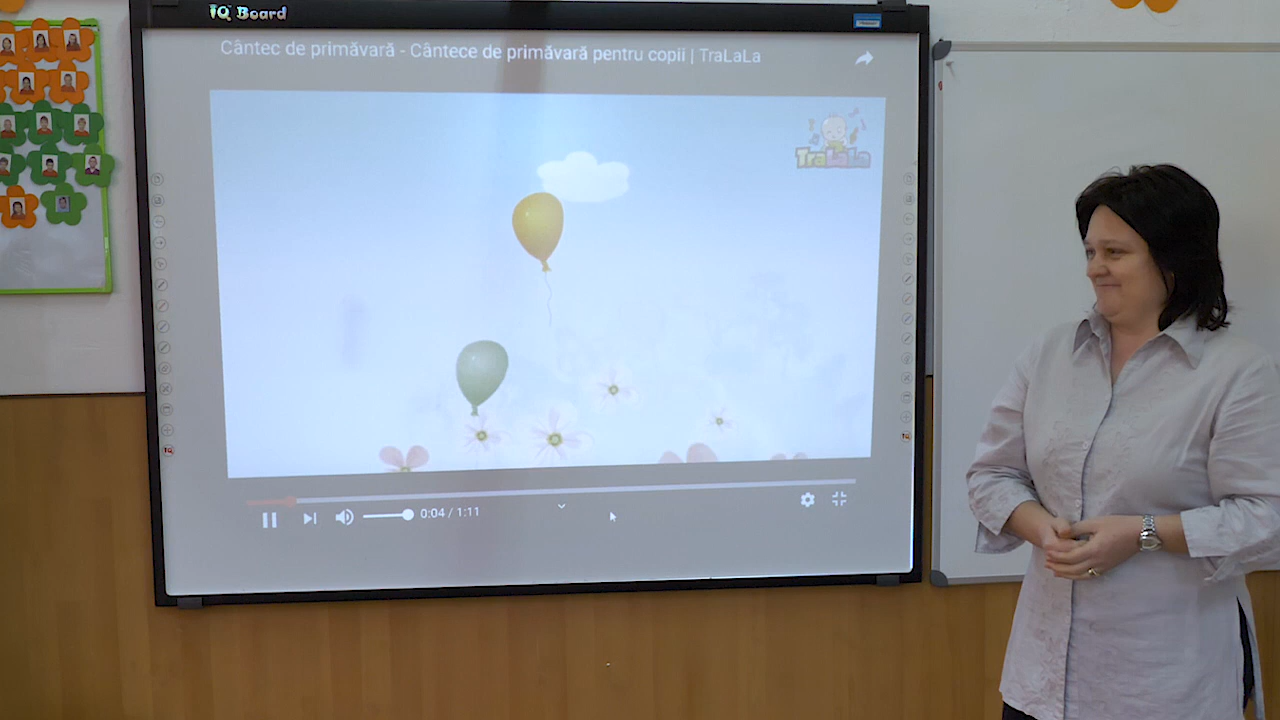 IQ Board
Cântec de primăvară - Cântece de primăvară pentru copii | TraLaLa
TraLaLa
0:04 / 1:11